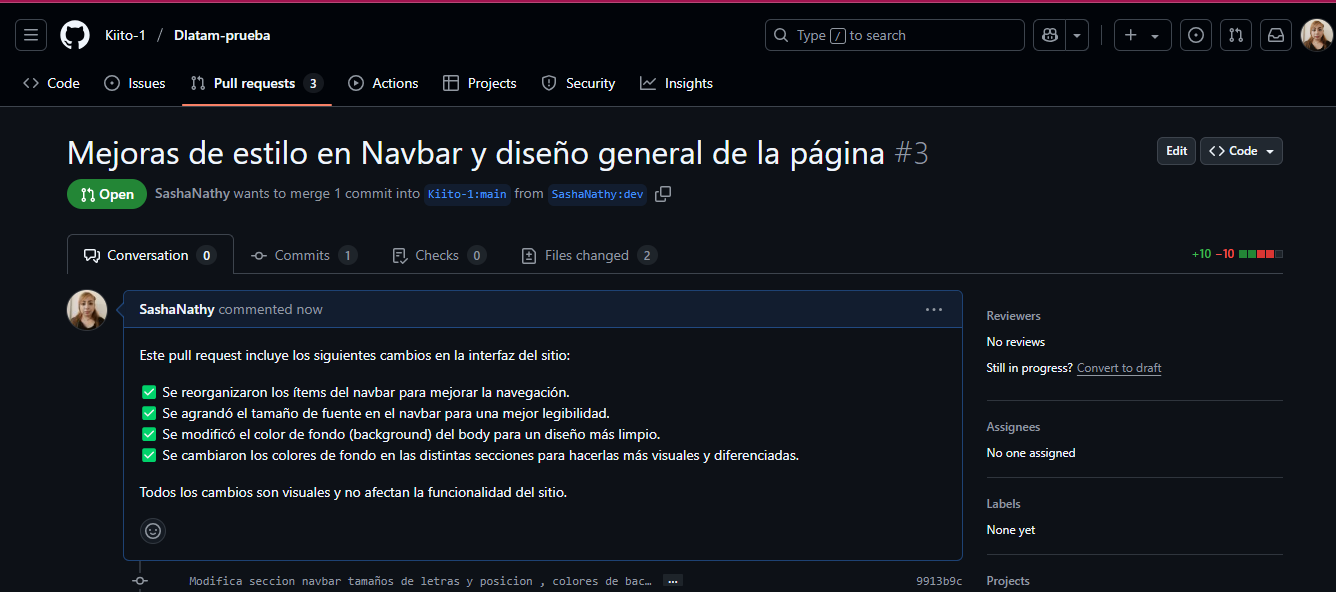 Kiito-1 / Dlatam-prueba
Type / to search
Code
Issues
Pull requests 3
Actions
Projects
Security
Insights
Mejoras de estilo en Navbar y diseño general de la página #3
Edit
Code
Open
SashaNathy wants to merge 1 commit into Kiito-1:main from SashaNathy:dev
Conversation 0
Commits 1
Checks 0
Files changed 2
+10 −10
SashaNathy commented now
Este pull request incluye los siguientes cambios en la interfaz del sitio:
✅ Se reorganizaron los ítems del navbar para mejorar la navegación.
✅ Se agrandó el tamaño de fuente en el navbar para una mejor legibilidad.
✅ Se modificó el color de fondo (background) del body para un diseño más limpio.
✅ Se cambiaron los colores de fondo en las distintas secciones para hacerlas más visuales y diferenciadas.
Todos los cambios son visuales y no afectan la funcionalidad del sitio.
Modifica seccion navbar tamaños de letras y posicion , colores de bac… ...
9913b9c
Reviewers
No reviews
Still in progress? Convert to draft
Assignees
No one assigned
Labels
None yet
Projects